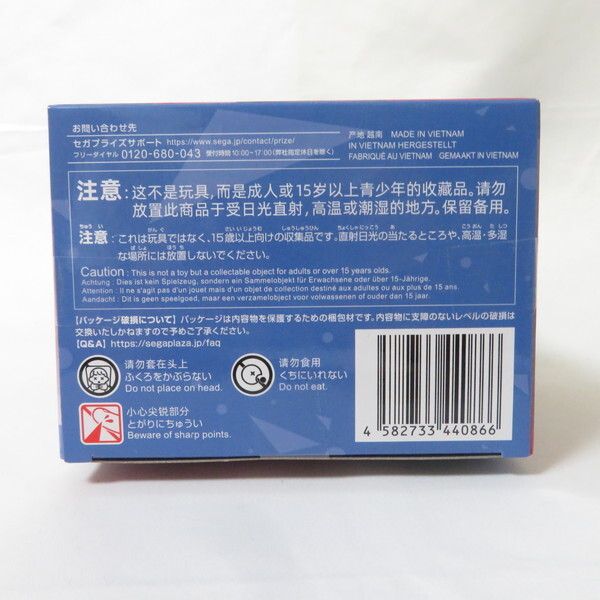 お問い合わせ先
セガプライズサポート https://www.sega.jp/contact/prize/
フリーダイヤル 0120-680-043 受付時間10:00~17:00(弊社指定休日を除く)
产地 越南 MADE IN VIETNAM
IN VIETNAM HERGESTELLT
FABRIQUÉ AU VIETNAM GEMAAKT IN VIETNAM
注意:这不是玩具,而是成人或15岁以上青少年的收藏品。请勿
放置此商品于受日光直射,高温或潮湿的地方。保留备用。
注意:これは玩具ではなく、15歳以上向けの収集品です。直射日光の当たるところや、高温・多湿
な場所には放置しないでください。
Caution : This is not a toy but a collectable object for adults or over 15 years olds.
Achtung : Dies ist kein Spielzeug, sondern ein Sammelobjekt für Erwachsene oder über 15-Jährige.
Attention : Il ne s'agit pas d'un jouet mais d'un objet de collection destiné aux adultes ou aux plus de 15 ans.
Aandacht : Dit is geen speelgoed, maar een verzamelobject voor volwassenen of ouder dan 15 jaar.
【パッケージ破損について】パッケージは内容物を保護するための梱包材です。内容物に支障のないレベルの破損は
交換いたしかねますので予めご了承ください。
【Q&A】https://segaplaza.jp/faq
请勿套在头上
ふくろをかぶらない
Do not place on head.
请勿食用
くちにいれない
Do not eat.
小心尖锐部分
とがりにちゅうい
Beware of sharp points.
4 582733 440866